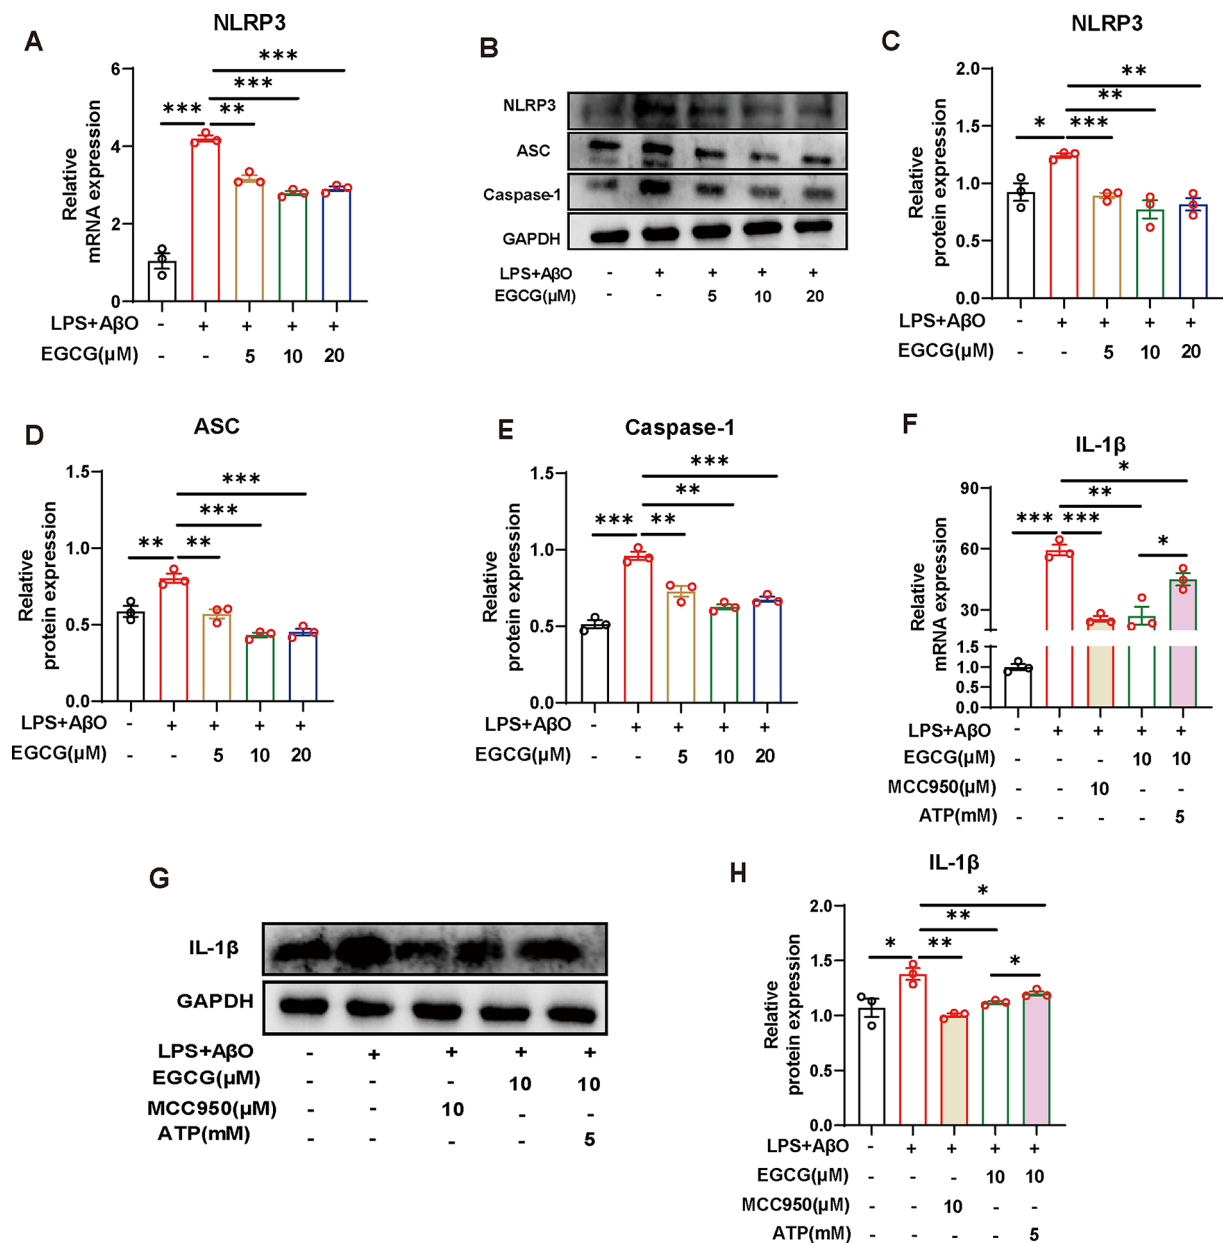 A
NLRP3
Relative
mRNA expression
6
4
2
0
*** ** *** ***
LPS+AβO - + + + +
EGCG(μM) - - 5 10 20
B
NLRP3
ASC
Caspase-1
GAPDH
LPS+AβO - + + + +
EGCG(μM) - - 5 10 20
C
NLRP3
Relative
protein expression
2.0
1.5
1.0
0.5
0.0
* *** ** **
LPS+AβO - + + + +
EGCG(μM) - - 5 10 20
D
ASC
Relative
protein expression
1.5
1.0
0.5
0.0
** ** *** ***
LPS+AβO - + + + +
EGCG(μM) - - 5 10 20
E
Caspase-1
Relative
protein expression
1.5
1.0
0.5
0.0
*** ** ** ***
LPS+AβO - + + + +
EGCG(μM) - - 5 10 20
F
IL-1β
Relative
mRNA expression
90
60
30
1.5
1.0
0.5
0.0
*** *** ** * *
LPS+AβO - + + + +
EGCG(μM) - - - 10 10
MCC950(μM) - - 10 - -
ATP(mM) - - - - 5
G
IL-1β
GAPDH
LPS+AβO - + + + +
EGCG(μM) - - - 10 10
MCC950(μM) - - 10 - -
ATP(mM) - - - - 5
H
IL-1β
Relative
protein expression
2.0
1.5
1.0
0.5
0.0
* ** ** * *
LPS+AβO - + + + +
EGCG(μM) - - - 10 10
MCC950(μM) - - 10 - -
ATP(mM) - - - - 5